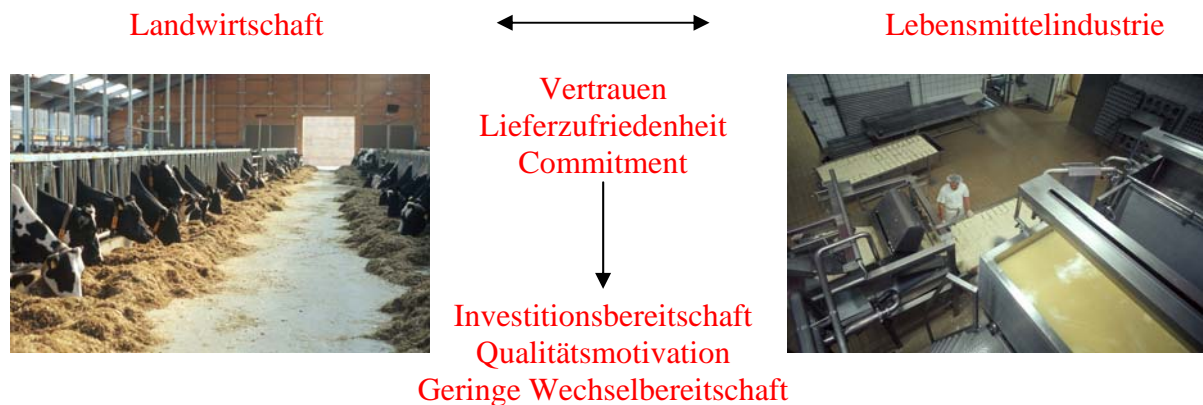 Landwirtschaft
Lebensmittelindustrie
Vertrauen
Lieferzufriedenheit
Commitment
Investitionsbereitschaft
Qualitätsmotivation
Geringe Wechselbereitschaft